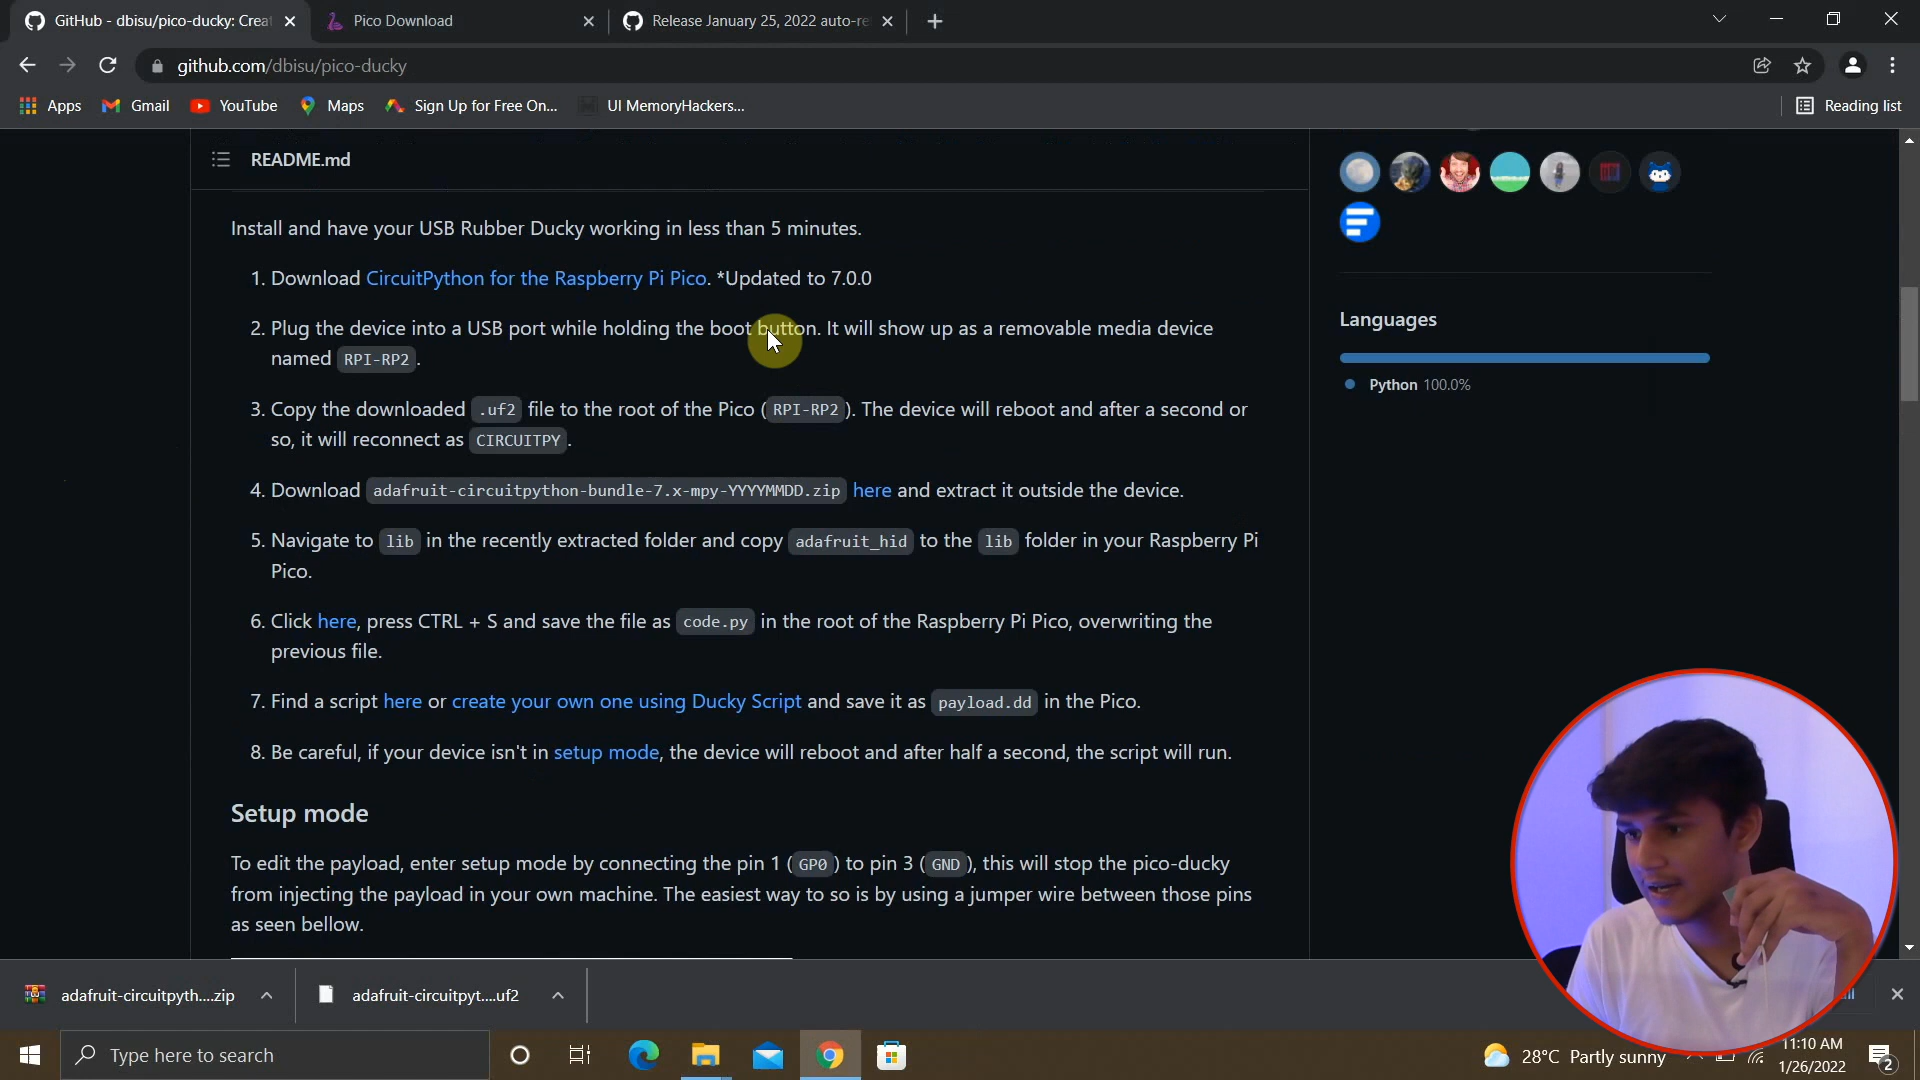 GitHub - dbisu/pico-ducky: Crea
Pico Download
Release January 25, 2022 auto-re
github.com/dbisu/pico-ducky
Apps
Gmail
YouTube
Maps
Sign Up for Free On...
UI MemoryHackers...
Reading list
README.md
Install and have your USB Rubber Ducky working in less than 5 minutes.
1. Download CircuitPython for the Raspberry Pi Pico. *Updated to 7.0.0
2. Plug the device into a USB port while holding the boot button. It will show up as a removable media device
named RPI-RP2.
3. Copy the downloaded .uf2 file to the root of the Pico (RPI-RP2). The device will reboot and after a second or
so, it will reconnect as CIRCUITPY.
4. Download adafruit-circuitpython-bundle-7.x-mpy-YYYYMMDD.zip here and extract it outside the device.
5. Navigate to lib in the recently extracted folder and copy adafruit_hid to the lib folder in your Raspberry Pi
Pico.
6. Click here, press CTRL + S and save the file as code.py in the root of the Raspberry Pi Pico, overwriting the
previous file.
7. Find a script here or create your own one using Ducky Script and save it as payload.dd in the Pico.
8. Be careful, if your device isn't in setup mode, the device will reboot and after half a second, the script will run.
Setup mode
To edit the payload, enter setup mode by connecting the pin 1 (GP0) to pin 3 (GND), this will stop the pico-ducky
from injecting the payload in your own machine. The easiest way to so is by using a jumper wire between those pins
as seen bellow.
Languages
Python 100.0%
adafruit-circuitpyth....zip
adafruit-circuitpyt....uf2
Type here to search
28°C Partly sunny
11:10 AM
1/26/2022
2